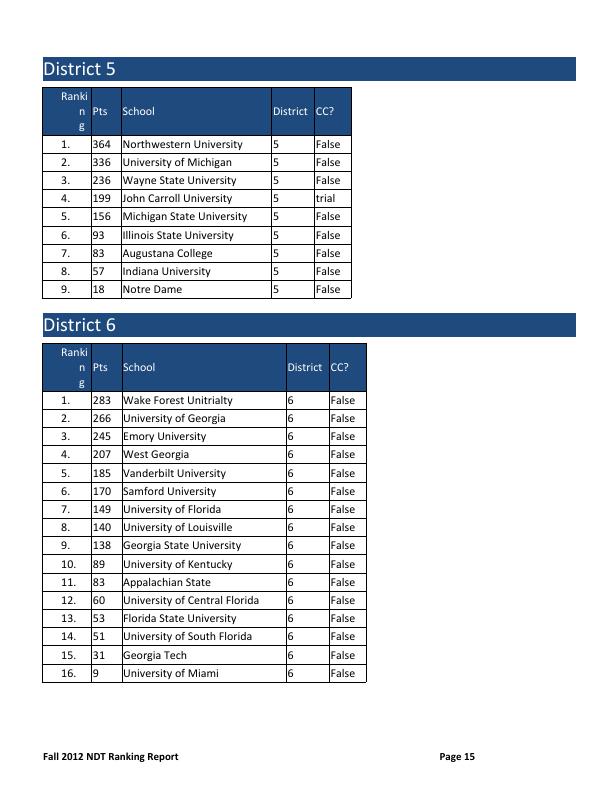 District 5
Ranki
n
g
Pts School District CC?
1. 364 Northwestern University 5 False
2. 336 University of Michigan 5 False
3. 236 Wayne State University 5 False
4. 199 John Carroll University 5 trial
5. 156 Michigan State University 5 False
6. 93 Illinois State University 5 False
7. 83 Augustana College 5 False
8. 57 Indiana University 5 False
9. 18 Notre Dame 5 False
District 6
Ranki
n
g
Pts School District CC?
1. 283 Wake Forest Unitrialty 6 False
2. 266 University of Georgia 6 False
3. 245 Emory University 6 False
4. 207 West Georgia 6 False
5. 185 Vanderbilt University 6 False
6. 170 Samford University 6 False
7. 149 University of Florida 6 False
8. 140 University of Louisville 6 False
9. 138 Georgia State University 6 False
10. 89 University of Kentucky 6 False
11. 83 Appalachian State 6 False
12. 60 University of Central Florida 6 False
13. 53 Florida State University 6 False
14. 51 University of South Florida 6 False
15. 31 Georgia Tech 6 False
16. 9 University of Miami 6 False
Fall 2012 NDT Ranking Report Page 15